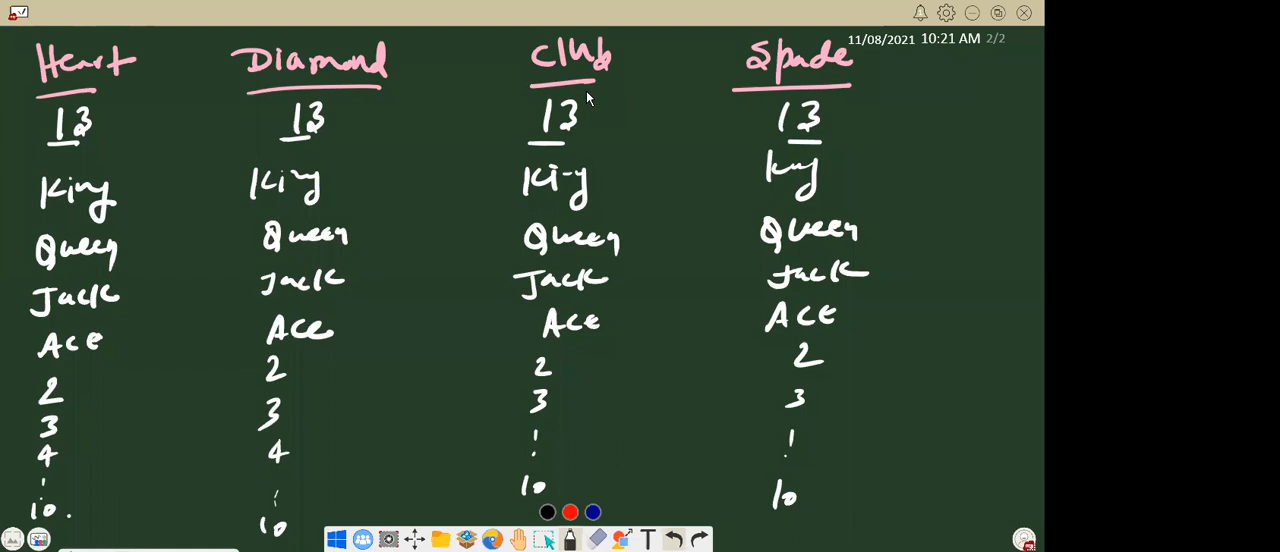 11/08/2021 10:21 AM 2/2
Heart Diamond Club Spade
13 13 13 13
King King King King
Queen Queen Queen Queen
Jack Jack Jack Jack
Ace Ace Ace Ace
2 2 2 2
3 3 3 3
4 4 ⋮ ⋮
⋮ ⋮ 10 10
10. 10
T